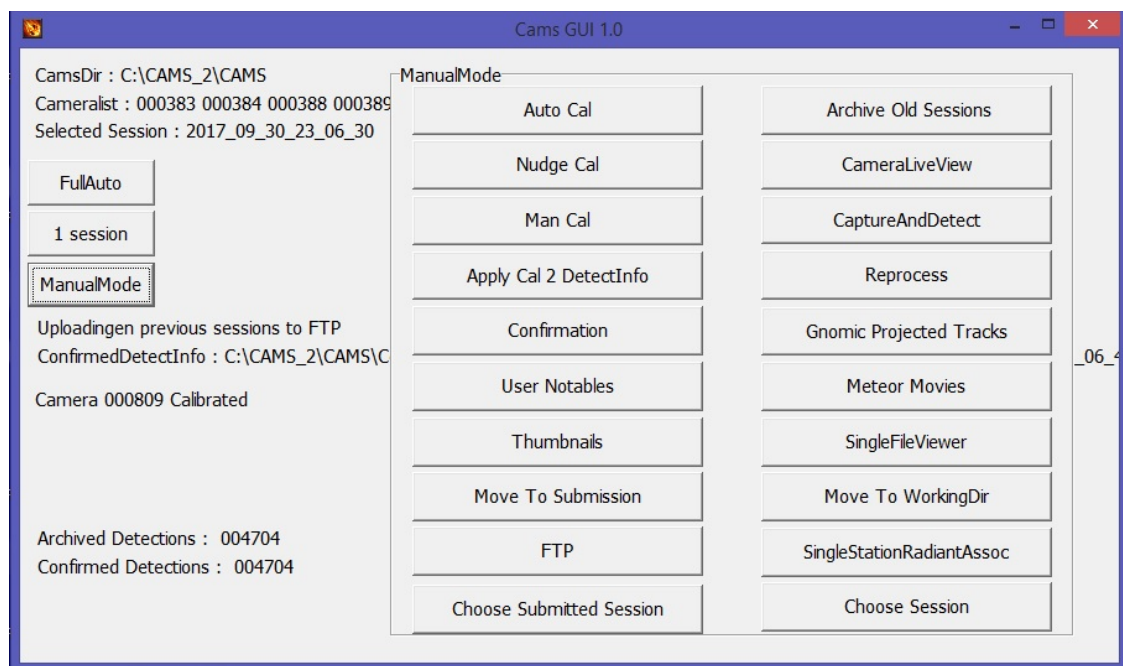 Cams GUI 1.0
CamsDir : C:\CAMS_2\CAMS
Cameralist : 000383 000384 000388 000389
Selected Session : 2017_09_30_23_06_30
FullAuto
1 session
ManualMode
Uploadingen previous sessions to FTP
ConfirmedDetectInfo : C:\CAMS_2\CAMS\C
_06_4
Camera 000809 Calibrated
Archived Detections : 004704
Confirmed Detections : 004704
ManualMode
Auto Cal
Nudge Cal
Man Cal
Apply Cal 2 DetectInfo
Confirmation
User Notables
Thumbnails
Move To Submission
FTP
Choose Submitted Session
Archive Old Sessions
CameraLiveView
CaptureAndDetect
Reprocess
Gnomic Projected Tracks
Meteor Movies
SingleFileViewer
Move To WorkingDir
SingleStationRadiantAssoc
Choose Session